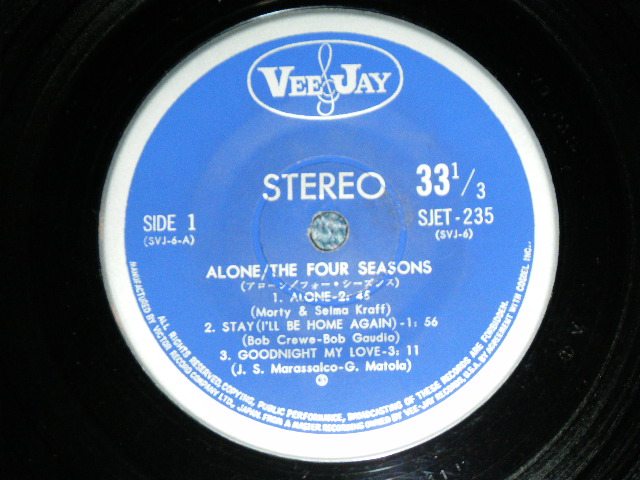 VEE JAY
STEREO 33 1/3
SIDE 1
(SVJ-6-A)
SJET-235
(SVJ-6)
ALONE/THE FOUR SEASONS
(アローン/フォー・シーズンス)
1. ALONE-2: 45
(Morty & Selma Kraff)
2. STAY (I'LL BE HOME AGAIN)-1: 56
(Bob Crewe-Bob Gaudio)
3. GOODNIGHT MY LOVE-3: 11
(J. S. Marassalco-G. Matola)
ALL RIGHTS RESERVED. COPYING, PUBLIC PERFORMANCE, BROADCASTING OF THESE RECORDS ARE FORBIDDEN.
MANUFACTURED BY VICTOR RECORD COMPANY LTD., JAPAN. FROM A MASTER RECORDING OWNED BY VEE-JAY RECORDS, U.S.A. BY AGREEMENT WITH CODEL INC.